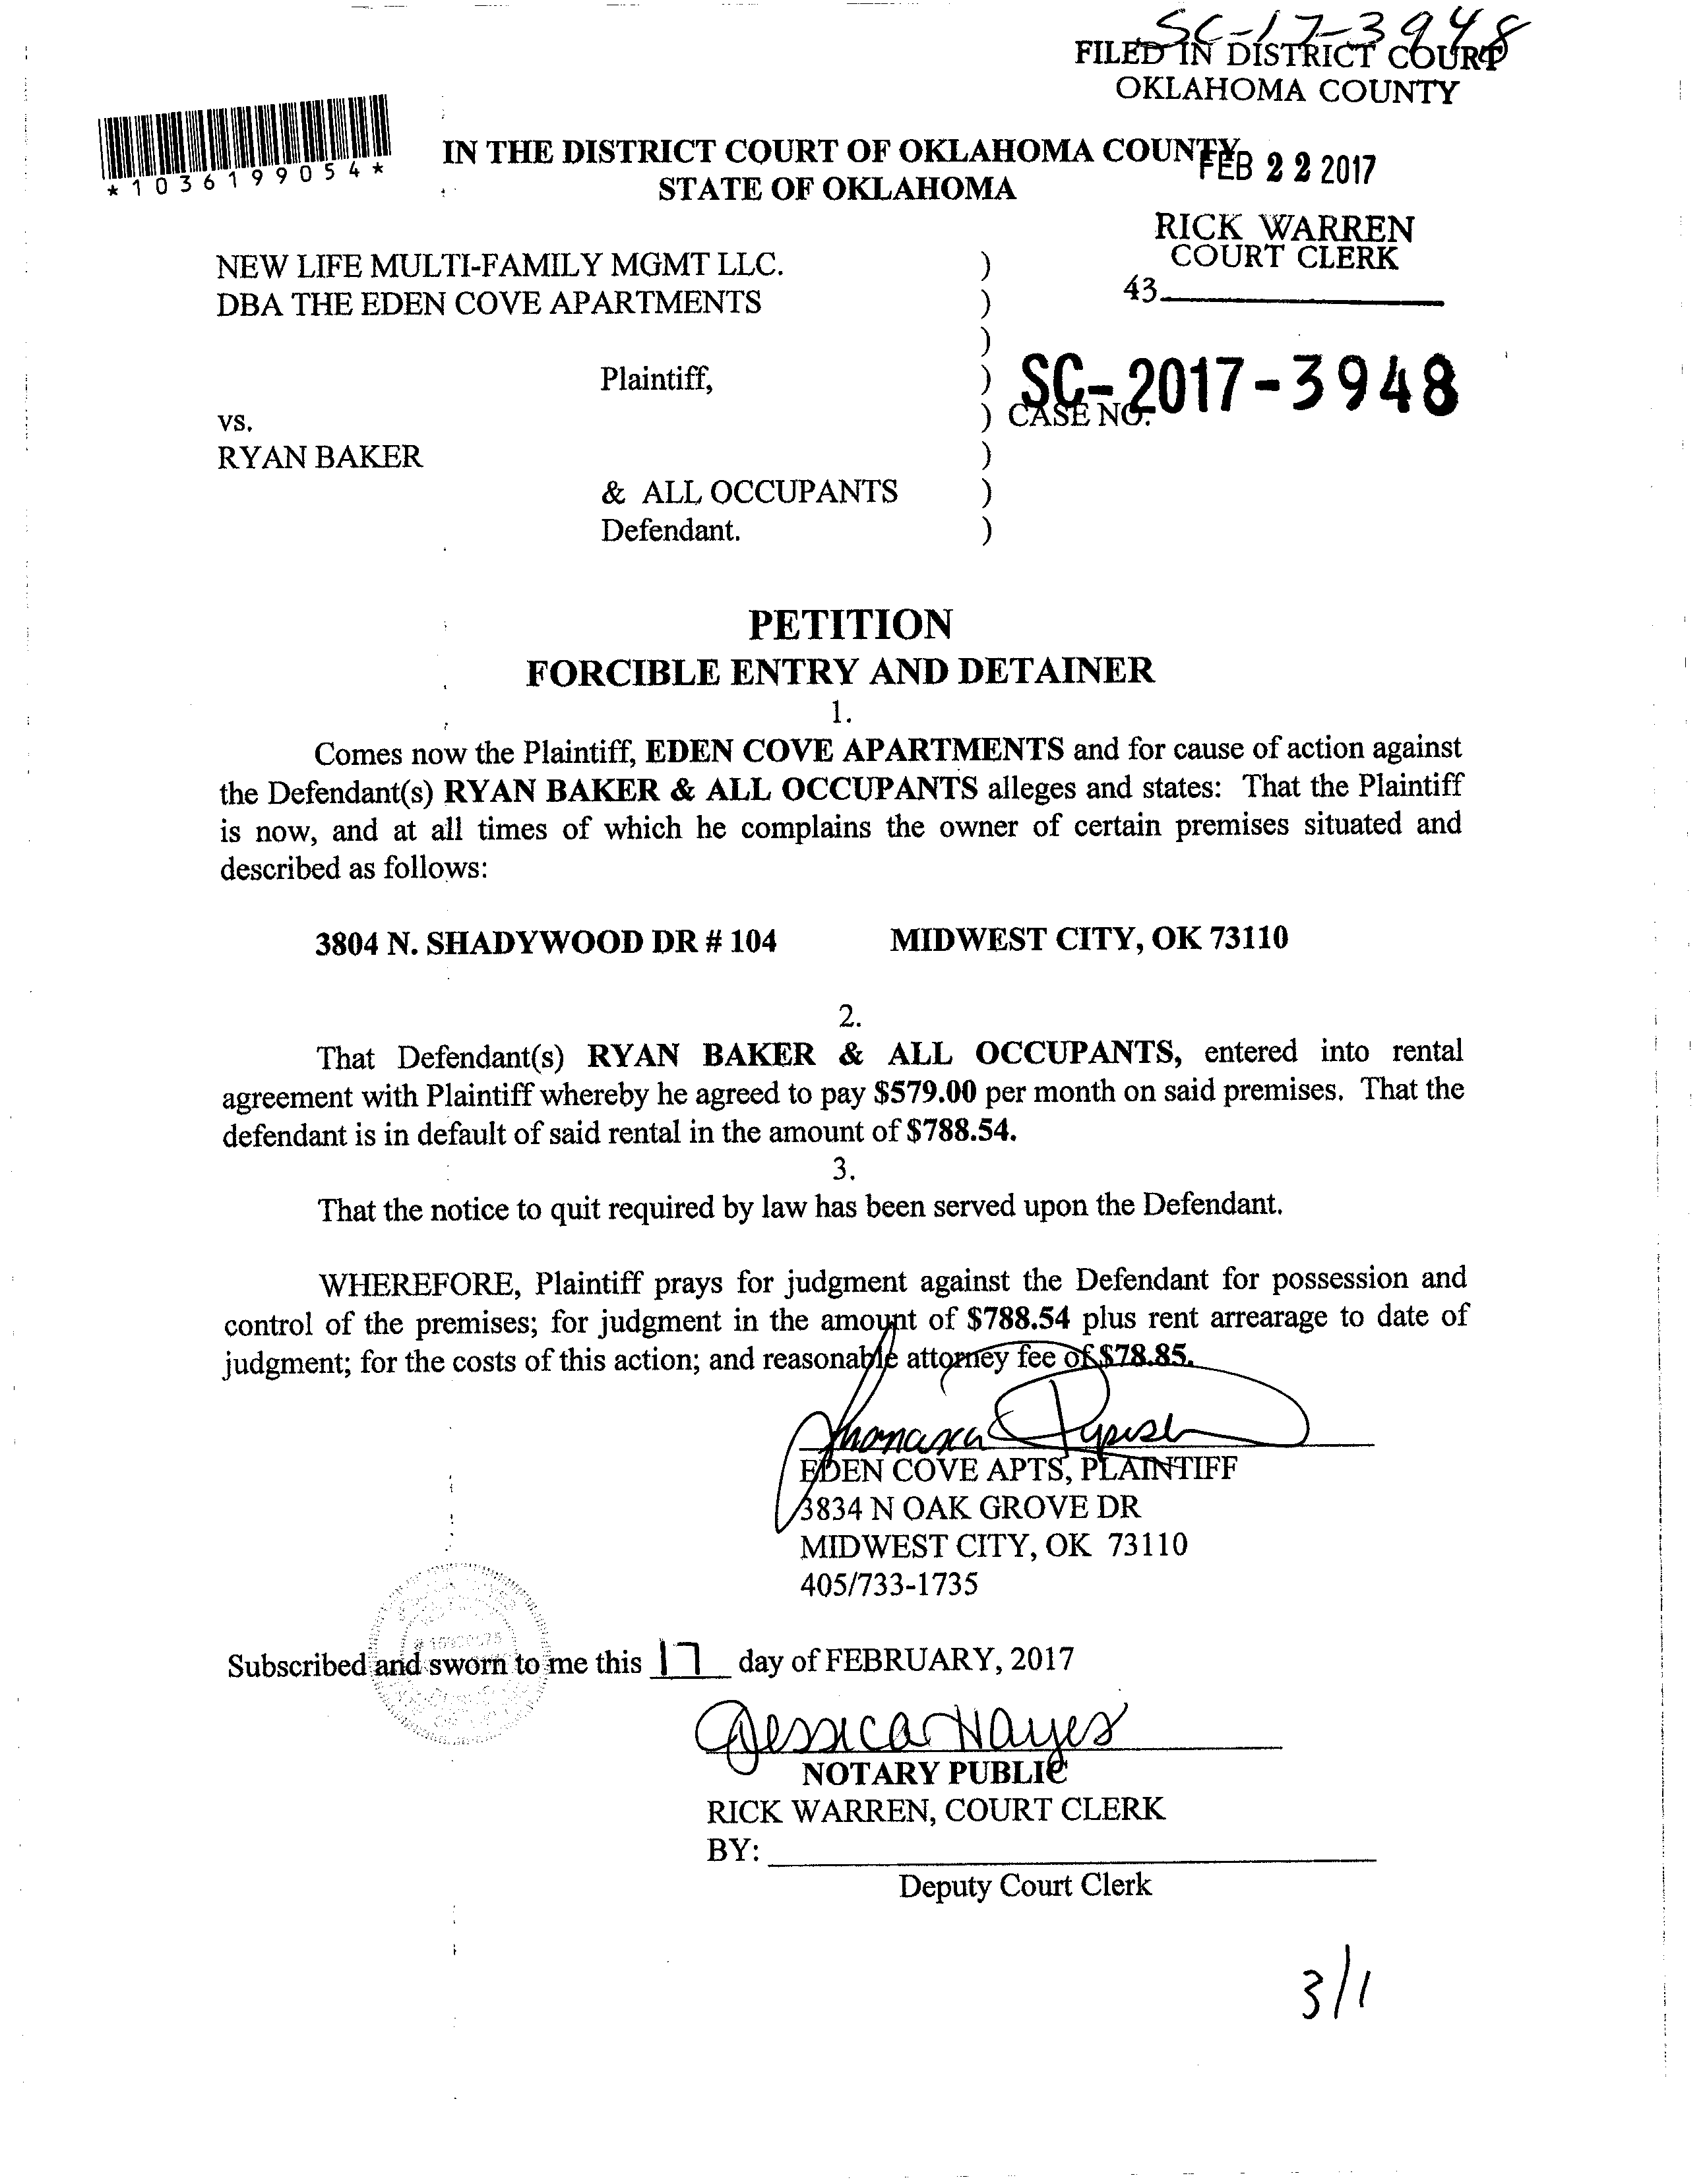 SC-17-3948
FILED IN DISTRICT COURT
OKLAHOMA COUNTY
*1036199054*
IN THE DISTRICT COURT OF OKLAHOMA COUNTY
STATE OF OKLAHOMA
FEB 22 2017
RICK WARREN
COURT CLERK
43
NEW LIFE MULTI-FAMILY MGMT LLC. )
DBA THE EDEN COVE APARTMENTS )
)
Plaintiff, )
SC-2017-3948
vs. ) CASE NO.
RYAN BAKER )
& ALL OCCUPANTS )
Defendant. )
PETITION
FORCIBLE ENTRY AND DETAINER
1.
Comes now the Plaintiff, EDEN COVE APARTMENTS and for cause of action against
the Defendant(s) RYAN BAKER & ALL OCCUPANTS alleges and states: That the Plaintiff
is now, and at all times of which he complains the owner of certain premises situated and
described as follows:
3804 N. SHADYWOOD DR # 104 MIDWEST CITY, OK 73110
2.
That Defendant(s) RYAN BAKER & ALL OCCUPANTS, entered into rental
agreement with Plaintiff whereby he agreed to pay $579.00 per month on said premises. That the
defendant is in default of said rental in the amount of $788.54.
3.
That the notice to quit required by law has been served upon the Defendant.
WHEREFORE, Plaintiff prays for judgment against the Defendant for possession and
control of the premises; for judgment in the amount of $788.54 plus rent arrearage to date of
judgment; for the costs of this action; and reasonable attorney fee of $78.85.
EDEN COVE APTS, PLAINTIFF
3834 N OAK GROVE DR
MIDWEST CITY, OK 73110
405/733-1735
Subscribed and sworn to me this 17 day of FEBRUARY, 2017
Jessica Hayes
NOTARY PUBLIC
RICK WARREN, COURT CLERK
BY:
Deputy Court Clerk
3/1